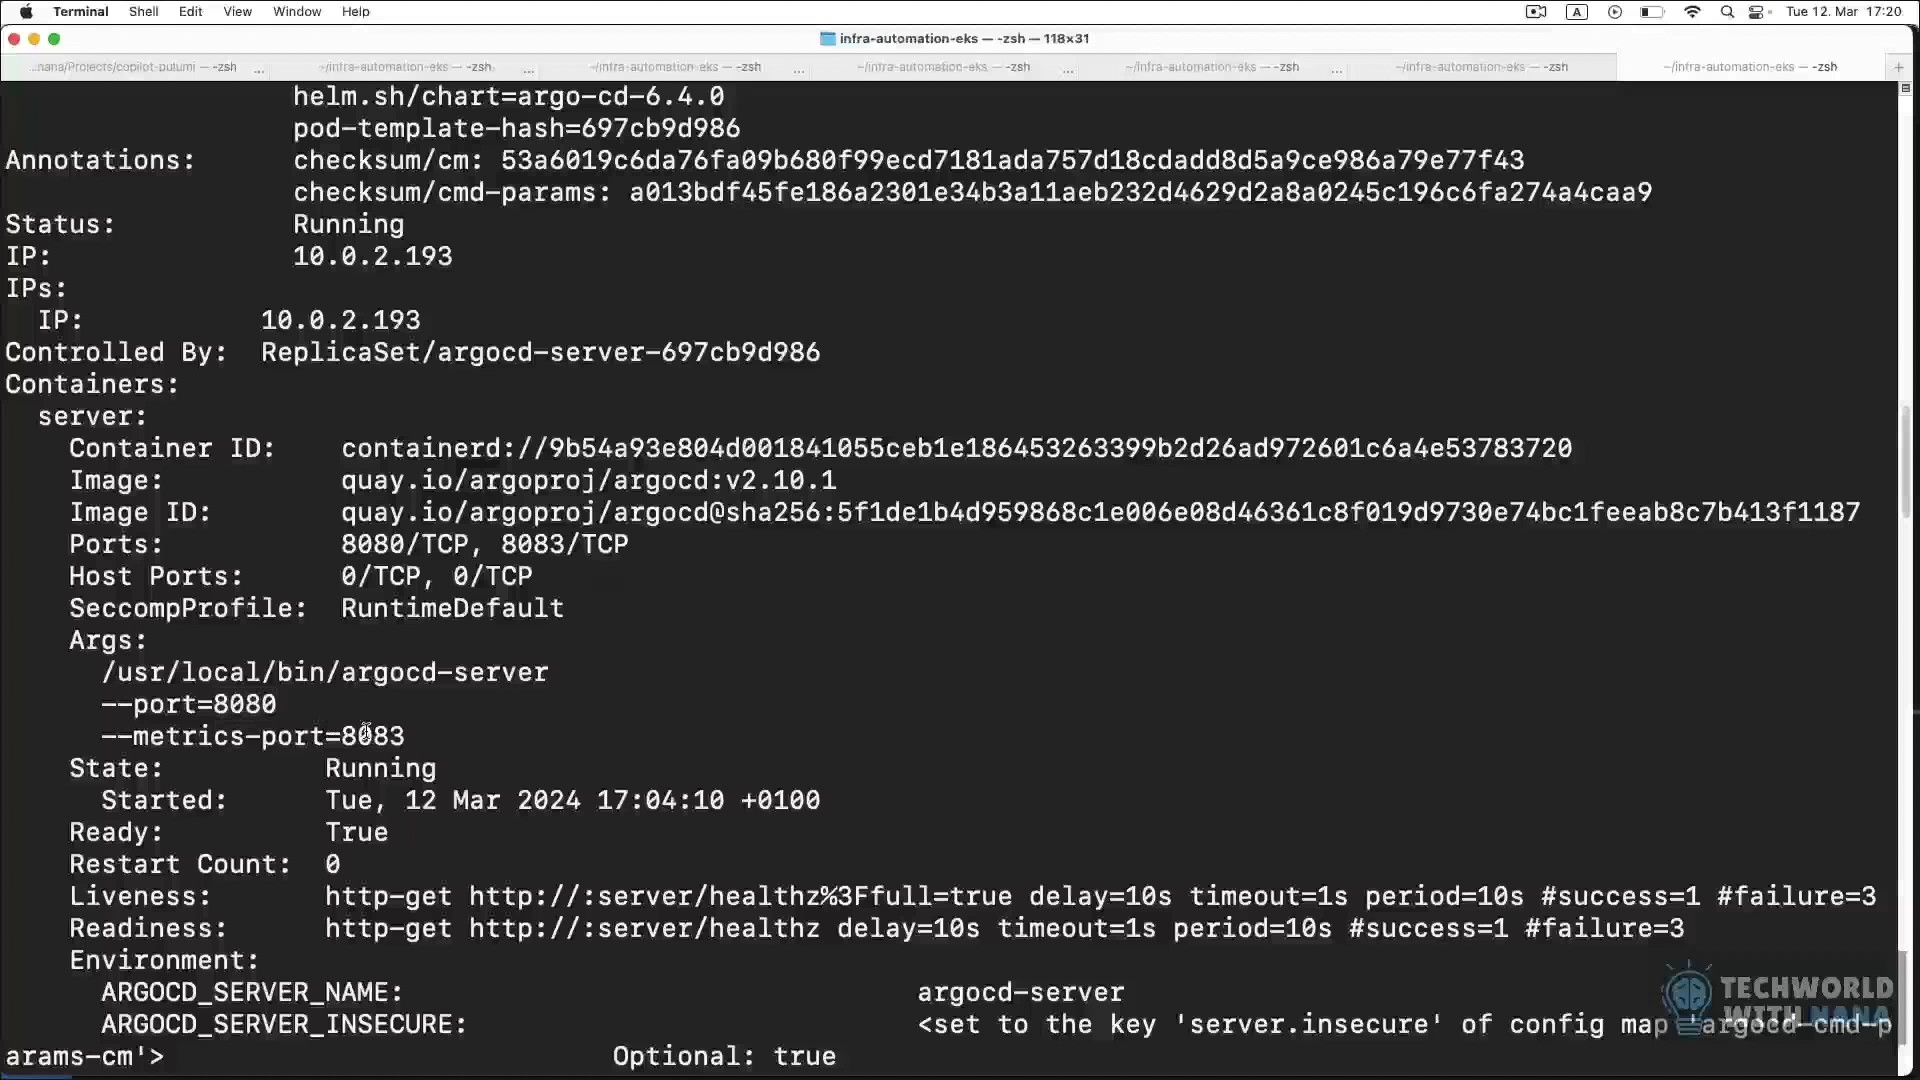 Terminal Shell Edit View Window Help A Tue 12. Mar 17:20
infra-automation-eks — -zsh — 118×31
...nana/Projects/copilot-pulumi — -zsh ... ~/infra-automation-eks — -zsh ... ~/infra-automation-eks — -zsh ... ~/infra-automation-eks — -zsh ... ~/infra-automation-eks — -zsh ... ~/infra-automation-eks — -zsh ~/infra-automation-eks — -zsh +
helm.sh/chart=argo-cd-6.4.0
pod-template-hash=697cb9d986
Annotations: checksum/cm: 53a6019c6da76fa09b680f99ecd7181ada757d18cdadd8d5a9ce986a79e77f43
checksum/cmd-params: a013bdf45fe186a2301e34b3a11aeb232d4629d2a8a0245c196c6fa274a4caa9
Status: Running
IP: 10.0.2.193
IPs:
IP: 10.0.2.193
Controlled By: ReplicaSet/argocd-server-697cb9d986
Containers:
server:
Container ID: containerd://9b54a93e804d001841055ceb1e186453263399b2d26ad972601c6a4e53783720
Image: quay.io/argoproj/argocd:v2.10.1
Image ID: quay.io/argoproj/argocd@sha256:5f1de1b4d959868c1e006e08d46361c8f019d9730e74bc1feeab8c7b413f1187
Ports: 8080/TCP, 8083/TCP
Host Ports: 0/TCP, 0/TCP
SeccompProfile: RuntimeDefault
Args:
/usr/local/bin/argocd-server
--port=8080
--metrics-port=8083
State: Running
Started: Tue, 12 Mar 2024 17:04:10 +0100
Ready: True
Restart Count: 0
Liveness: http-get http://:server/healthz%3Ffull=true delay=10s timeout=1s period=10s #success=1 #failure=3
Readiness: http-get http://:server/healthz delay=10s timeout=1s period=10s #success=1 #failure=3
Environment:
ARGOCD_SERVER_NAME: argocd-server
ARGOCD_SERVER_INSECURE: <set to the key 'server.insecure' of config map 'argocd-cmd-p
arams-cm'> Optional: true
TECHWORLD
WITH NANA